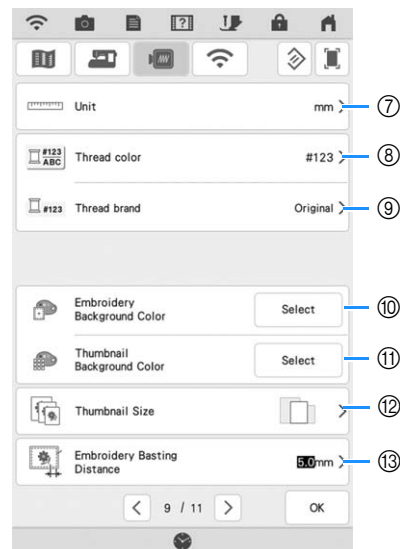 ?
Unit
mm
⑦
#123
ABC
Thread color
#123
⑧
#123
Thread brand
Original
⑨
Embroidery
Background Color
Select
⑩
Thumbnail
Background Color
Select
⑪
Thumbnail Size
⑫
Embroidery Basting
Distance
5.0mm
⑬
9 / 11
OK